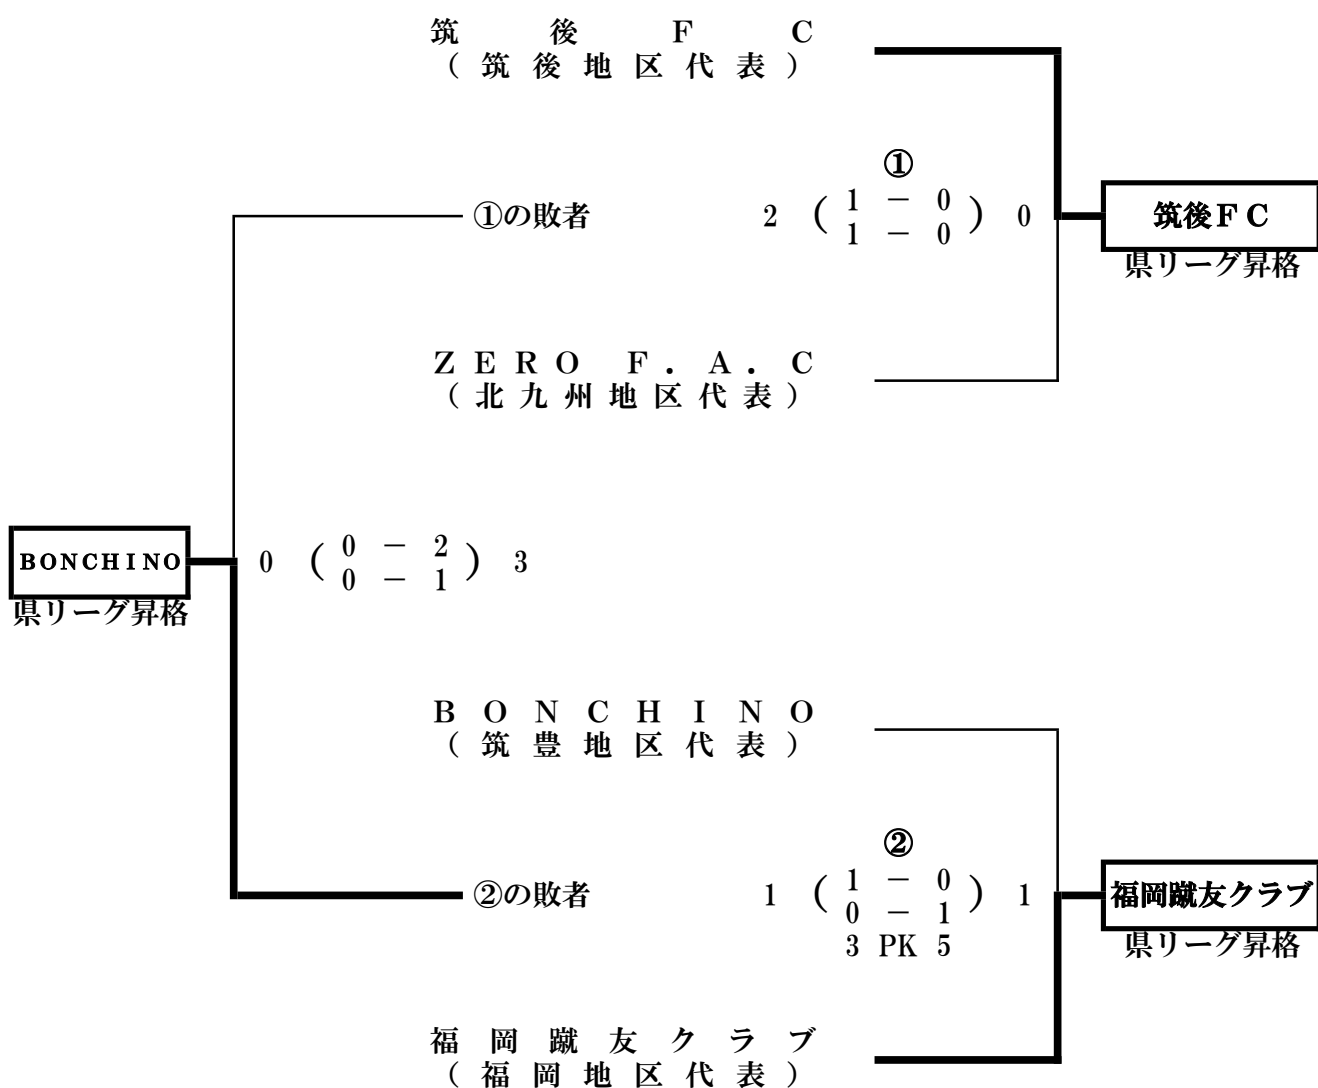 筑後FC
（筑後地区代表）
①
①の敗者
2 ( 1 － 0 ) 0
1 － 0
筑後FC
県リーグ昇格
ZERO F.A.C
（北九州地区代表）
BONCHINO
県リーグ昇格
0 ( 0 － 2 ) 3
0 － 1
BONCHINO
（筑豊地区代表）
②
②の敗者
1 ( 1 － 0 ) 1
0 － 1
3 PK 5
福岡蹴友クラブ
県リーグ昇格
福岡蹴友クラブ
（福岡地区代表）